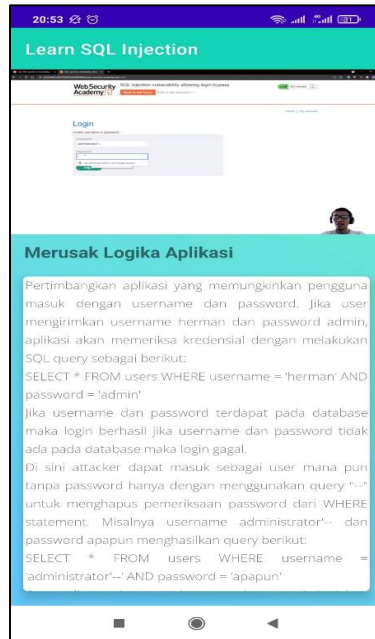 20:53
Learn SQL Injection
WebSecurity
Academy
SQL injection vulnerability allowing login bypass
Login
Merusak Logika Aplikasi
Pertimbangkan aplikasi yang memungkinkan pengguna
masuk dengan username dan password. Jika user
mengirimkan username herman dan password admin,
aplikasi akan memeriksa kredensial dengan melakukan
SQL query sebagai berikut:
SELECT * FROM users WHERE username = 'herman' AND
password = 'admin'
Jika username dan password terdapat pada database
maka login berhasil jika username dan password tidak
ada pada database maka login gagal.
Di sini attacker dapat masuk sebagai user mana pun
tanpa password hanya dengan menggunakan query "--"
untuk menghapus pemeriksaan password dari WHERE
statement. Misalnya username administrator'-- dan
password apapun menghasilkan query berikut:
SELECT * FROM users WHERE username =
'administrator'--' AND password = 'apapun'